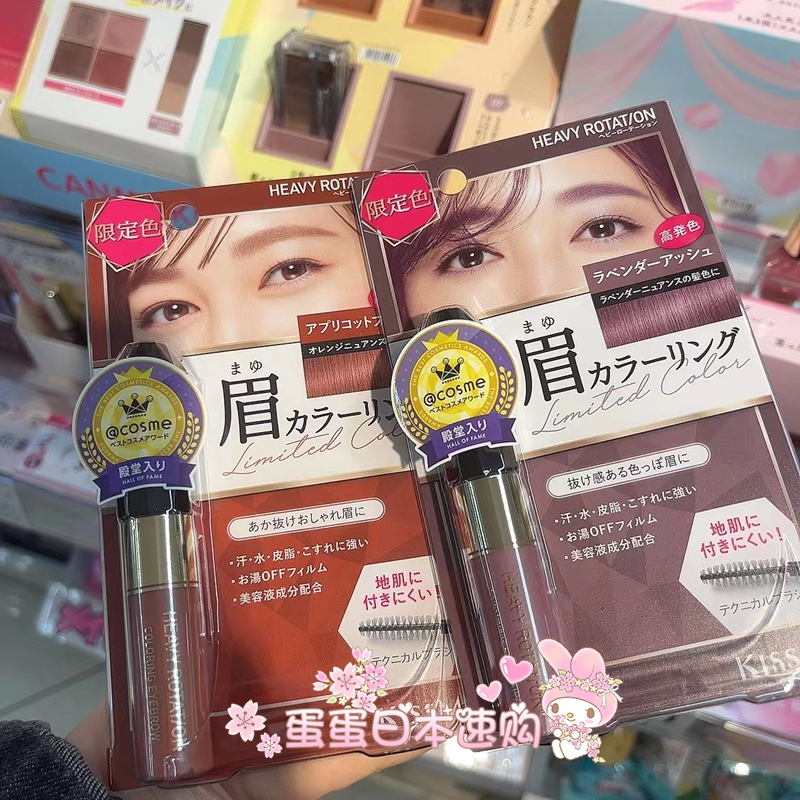 CANM
HEAVY ROTAT
限定色
アプリコット
オレンジニュアンス
まゆ
眉カラーリン
Limited Co
@cosme
ベストコスメアワード
殿堂入り
HALL OF FAME
あか抜けおしゃれ眉に
・汗・水・皮脂・こすれに強い
・お湯OFFフィルム
・美容液成分配合
地肌に
付きにくい!
テクニカルブラシ
HEAVY ROTATION
COLORING EYEBROW
HEAVY ROTATION
ヘビーローテーション
限定色
高発色
ラベンダーアッシュ
ラベンダーニュアンスの髪色に
まゆ
眉カラーリング
Limited Color
@cosme
ベストコスメアワード
殿堂入り
HALL OF FAME
抜け感ある色っぽ眉に
・汗・水・皮脂・こすれに強い
・お湯OFFフィルム
・美容液成分配合
地肌に
付きにくい!
テクニカルブラシ
HEAVY ROT
KISS
蛋蛋日本速购